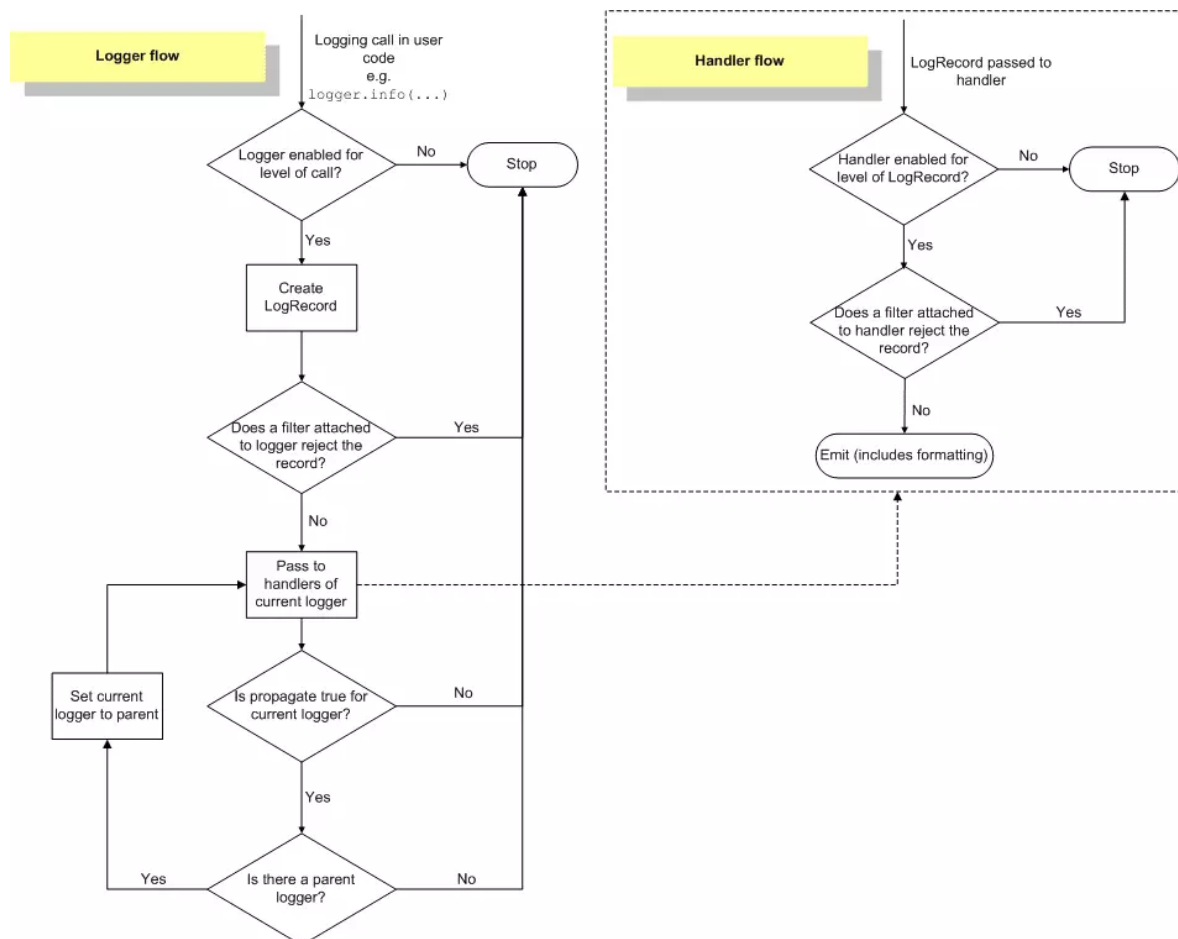 Logger flow
Logging call in user
code
e.g.
logger.info(...)
Logger enabled for
level of call?
No
Stop
Yes
Create
LogRecord
Does a filter attached
to logger reject the
record?
Yes
No
Pass to
handlers of
current logger
Set current
logger to parent
Is propagate true for
current logger?
No
Yes
Is there a parent
logger?
Yes
No
Handler flow
LogRecord passed to
handler
Handler enabled for
level of LogRecord?
No
Stop
Yes
Does a filter attached
to handler reject the
record?
Yes
No
Emit (includes formatting)